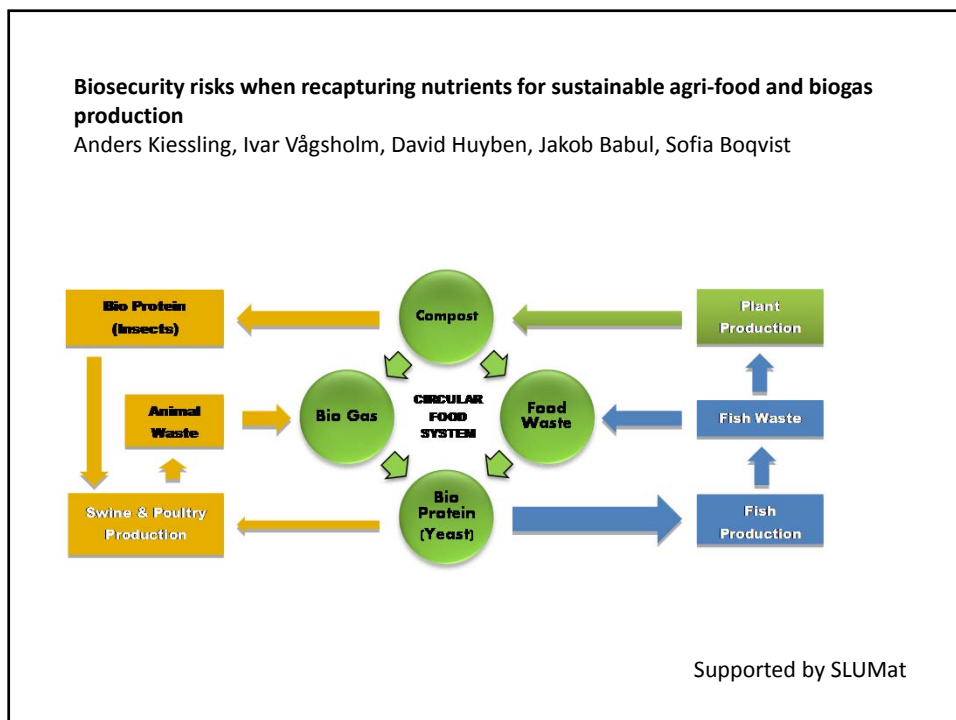 Biosecurity risks when recapturing nutrients for sustainable agri-food and biogas
production
Anders Kiessling, Ivar Vågsholm, David Huyben, Jakob Babul, Sofia Boqvist
Bio Protein
(Insects)
Compost
Plant
Production
Animal
Waste
Bio Gas
CIRCULAR
FOOD
SYSTEM
Food
Waste
Fish Waste
Swine & Poultry
Production
Bio
Protein
(Yeast)
Fish
Production
Supported by SLUMat